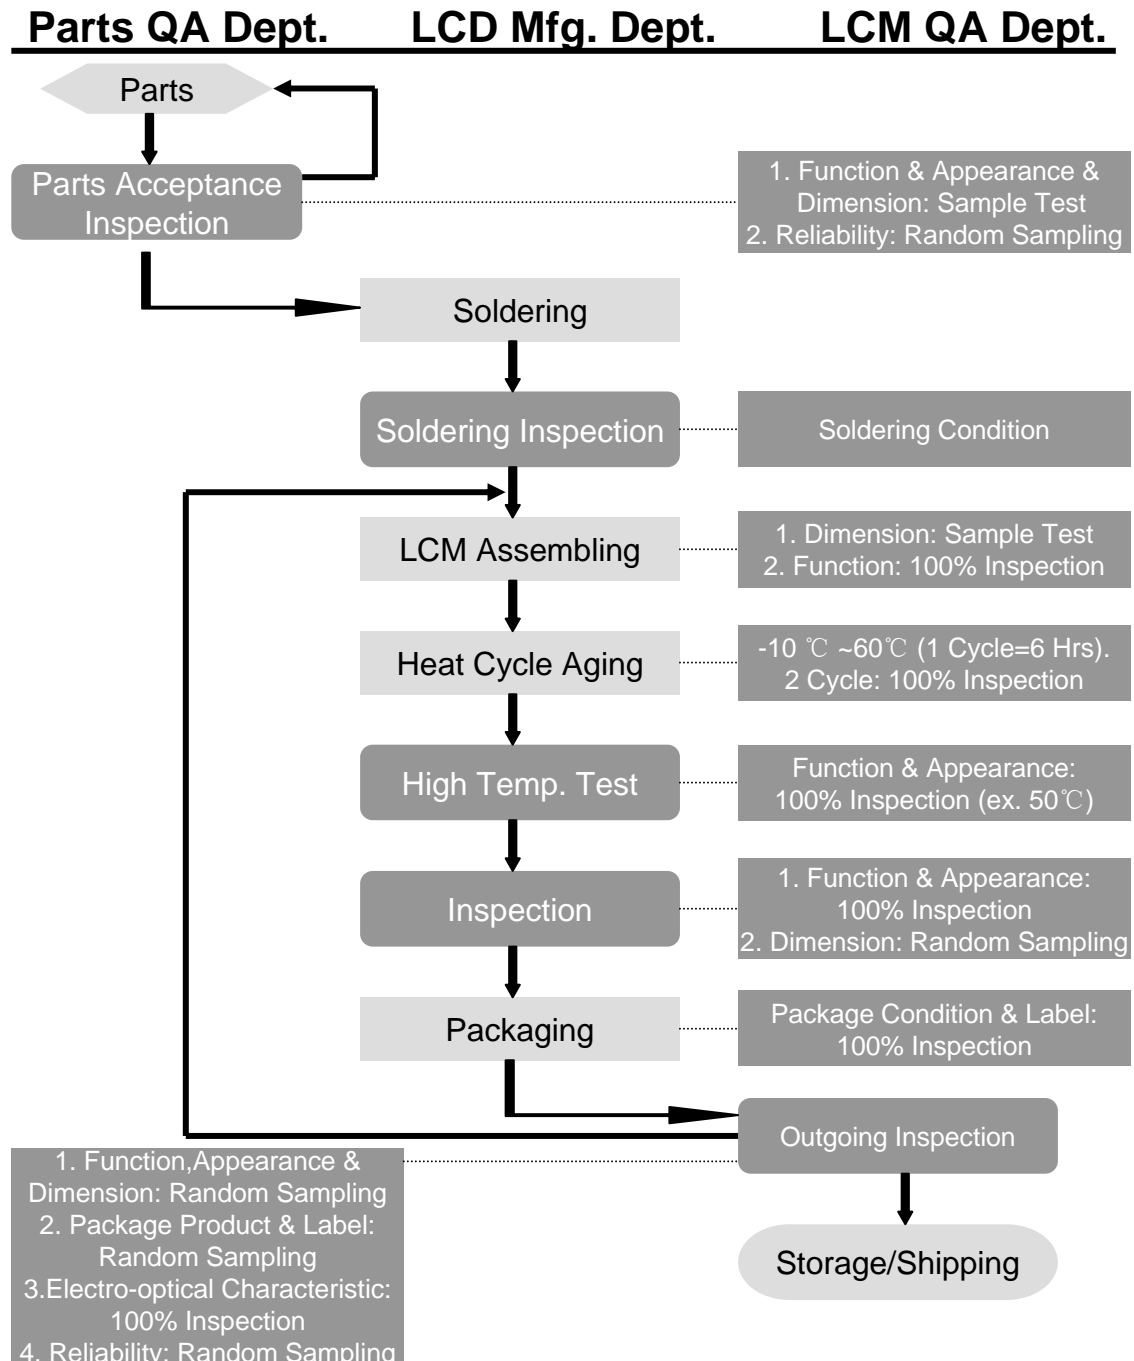 Parts QA Dept.
LCD Mfg. Dept.
LCM QA Dept.
Parts
Parts Acceptance
Inspection
1. Function & Appearance &
Dimension: Sample Test
2. Reliability: Random Sampling
Soldering
Soldering Inspection
Soldering Condition
LCM Assembling
1. Dimension: Sample Test
2. Function: 100% Inspection
Heat Cycle Aging
-10 ℃ ~60℃ (1 Cycle=6 Hrs).
2 Cycle: 100% Inspection
High Temp. Test
Function & Appearance:
100% Inspection (ex. 50℃)
Inspection
1. Function & Appearance:
100% Inspection
2. Dimension: Random Sampling
Packaging
Package Condition & Label:
100% Inspection
Outgoing Inspection
1. Function,Appearance &
Dimension: Random Sampling
2. Package Product & Label:
Random Sampling
3.Electro-optical Characteristic:
100% Inspection
4. Reliability: Random Sampling
Storage/Shipping